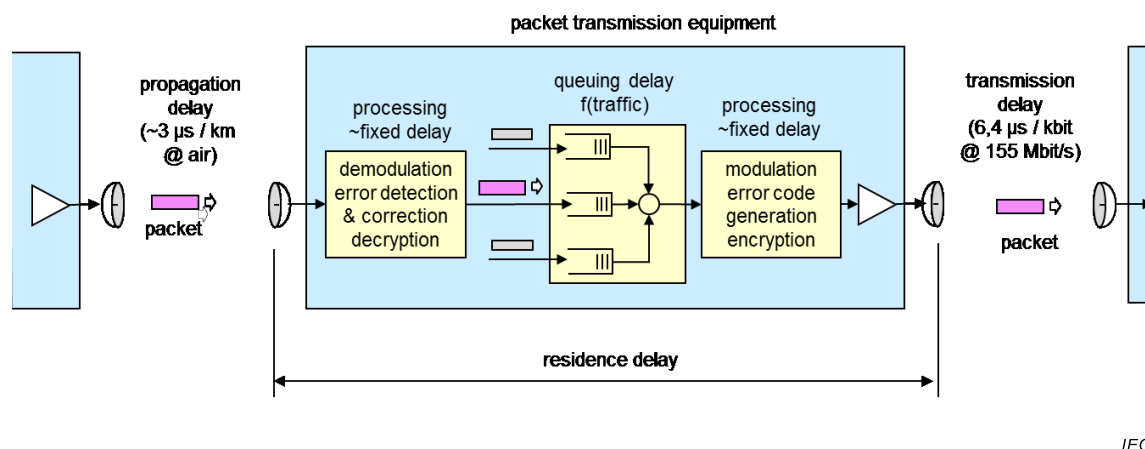 packet transmission equipment
propagation
delay
(~3 µs / km
@ air)
packet
processing
~fixed delay
demodulation
error detection
& correction
decryption
queuing delay
f(traffic)
processing
~fixed delay
modulation
error code
generation
encryption
transmission
delay
(6,4 µs / kbit
@ 155 Mbit/s)
packet
residence delay